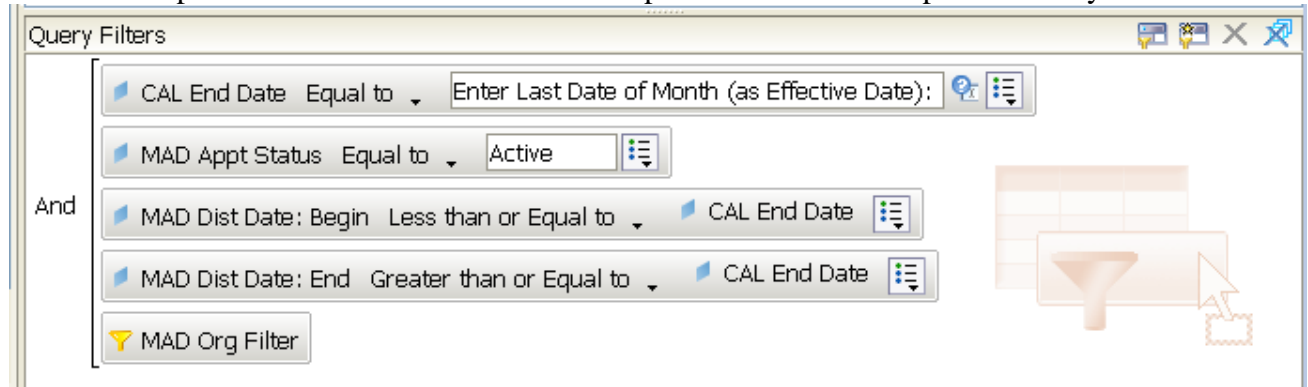 Query Filters
CAL End Date Equal to Enter Last Date of Month (as Effective Date):
MAD Appt Status Equal to Active
And
MAD Dist Date: Begin Less than or Equal to CAL End Date
MAD Dist Date: End Greater than or Equal to CAL End Date
MAD Org Filter